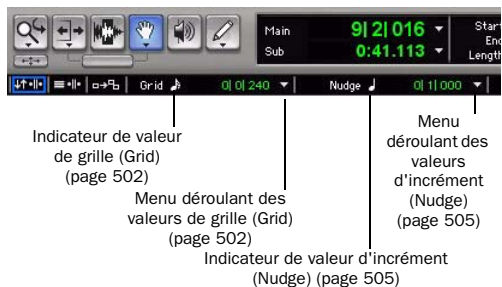 Main 9| 2| 016
Sub 0:41.113
Start
End
Length
Grid 0| 0| 240 Nudge 0| 1| 000
Indicateur de valeur
de grille (Grid)
(page 502)
Menu déroulant des
valeurs de grille (Grid)
(page 502)
Menu
déroulant des
valeurs
d'incrément
(Nudge)
(page 505)
Indicateur de valeur d'incrément
(Nudge) (page 505)